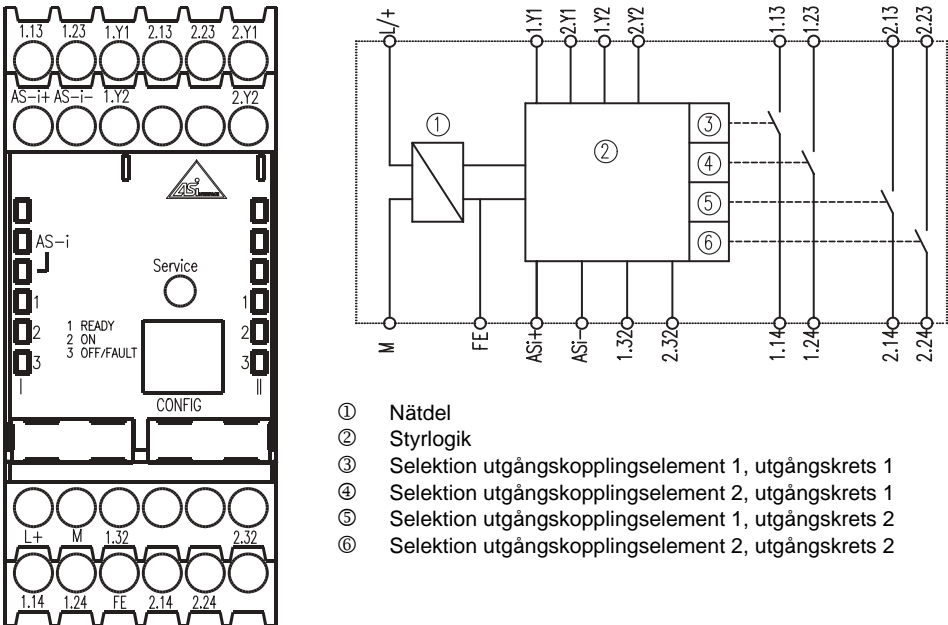 1.13 1.23 1.Y1 2.13 2.23 2.Y1
AS-i+ AS-i- 1.Y2 2.Y2
ASi
INTERFACE
AS-i
Service
1 1
2 2
3 3
1 READY
2 ON
3 OFF/FAULT
I II
CONFIG
L+ M 1.32 2.32
1.14 1.24 FE 2.14 2.24
L/+ 1.Y1 2.Y1 1.Y2 2.Y2 1.13 1.23 2.13 2.23
① ② ③
④
⑤
⑥
M FE ASi+ ASi- 1.32 2.32 1.14 1.24 2.14 2.24
① Nätdel
② Styrlogik
③ Selektion utgångskopplingselement 1, utgångskrets 1
④ Selektion utgångskopplingselement 2, utgångskrets 1
⑤ Selektion utgångskopplingselement 1, utgångskrets 2
⑥ Selektion utgångskopplingselement 2, utgångskrets 2